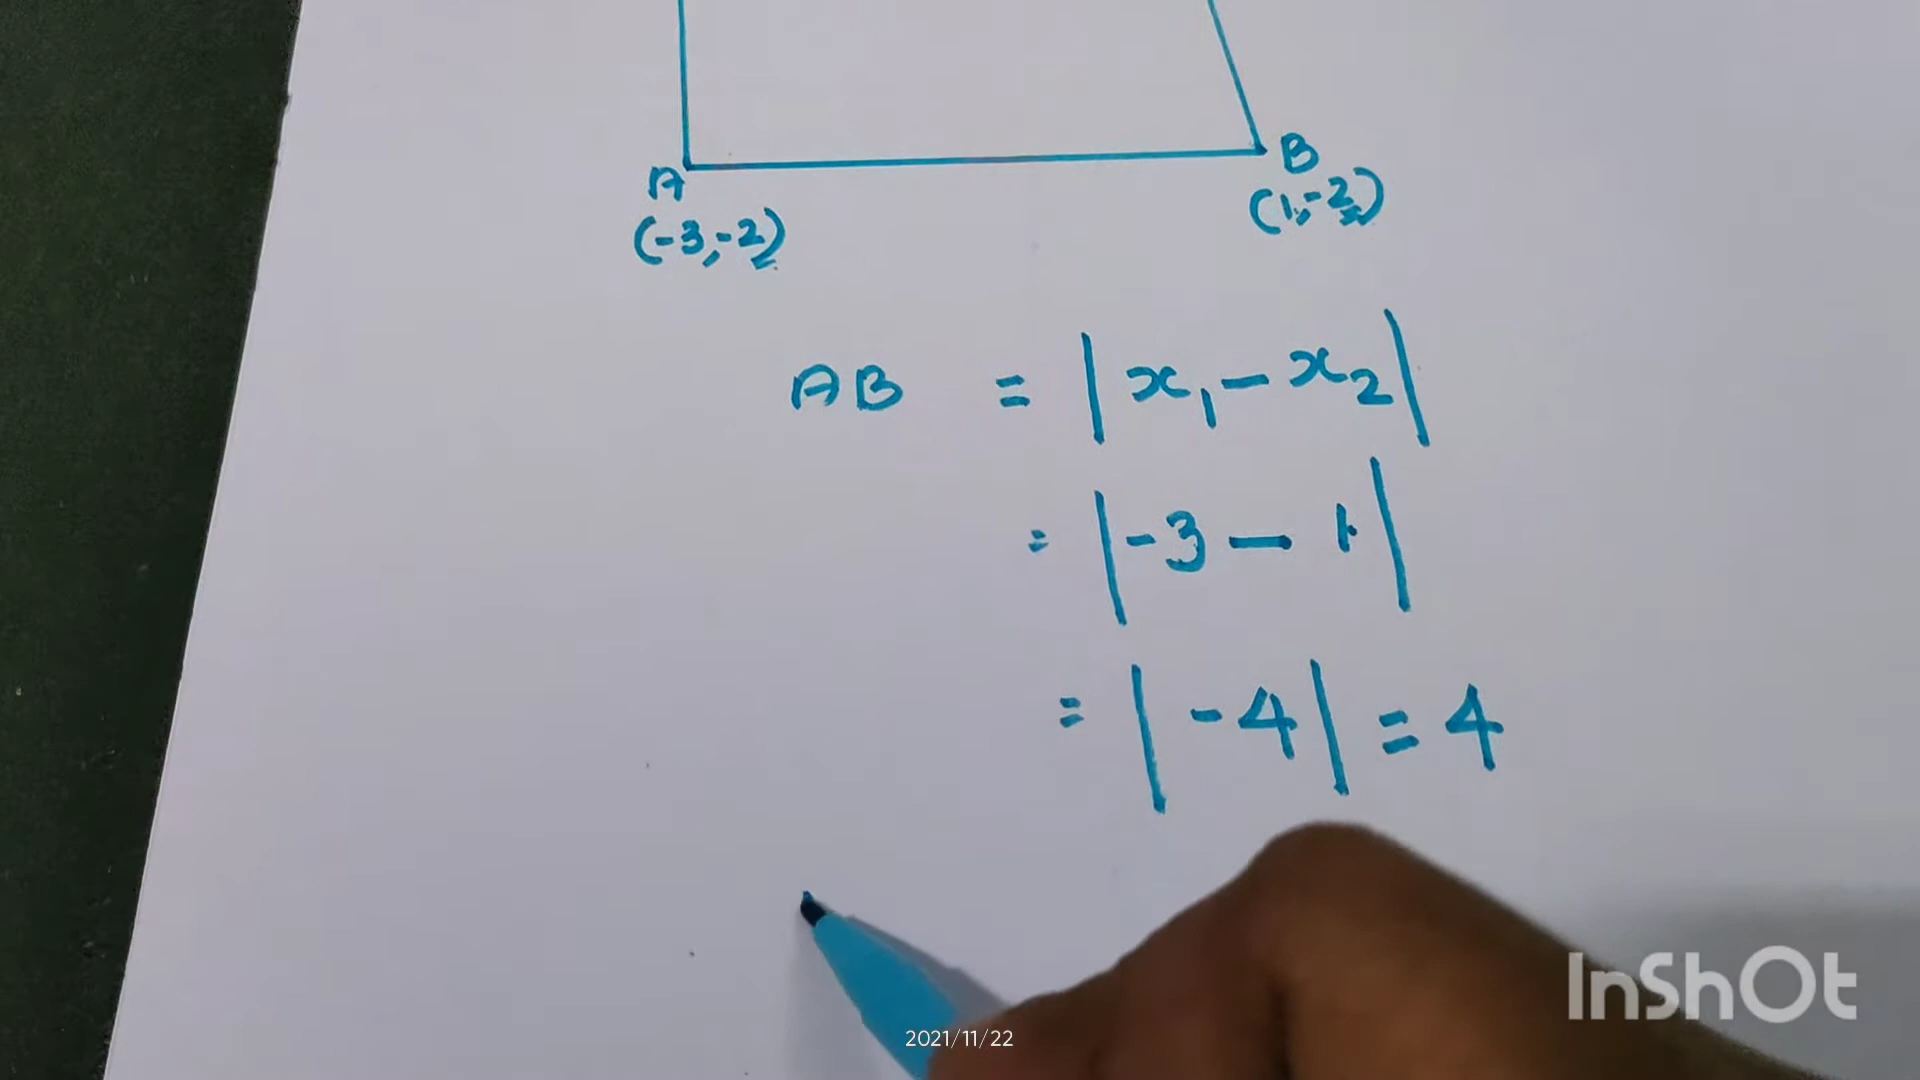 A
B
(-3,-2)
(1,-2)
AB = |x₁-x₂|
= |-3-1|
= |-4| = 4
InShOt
2021/11/22